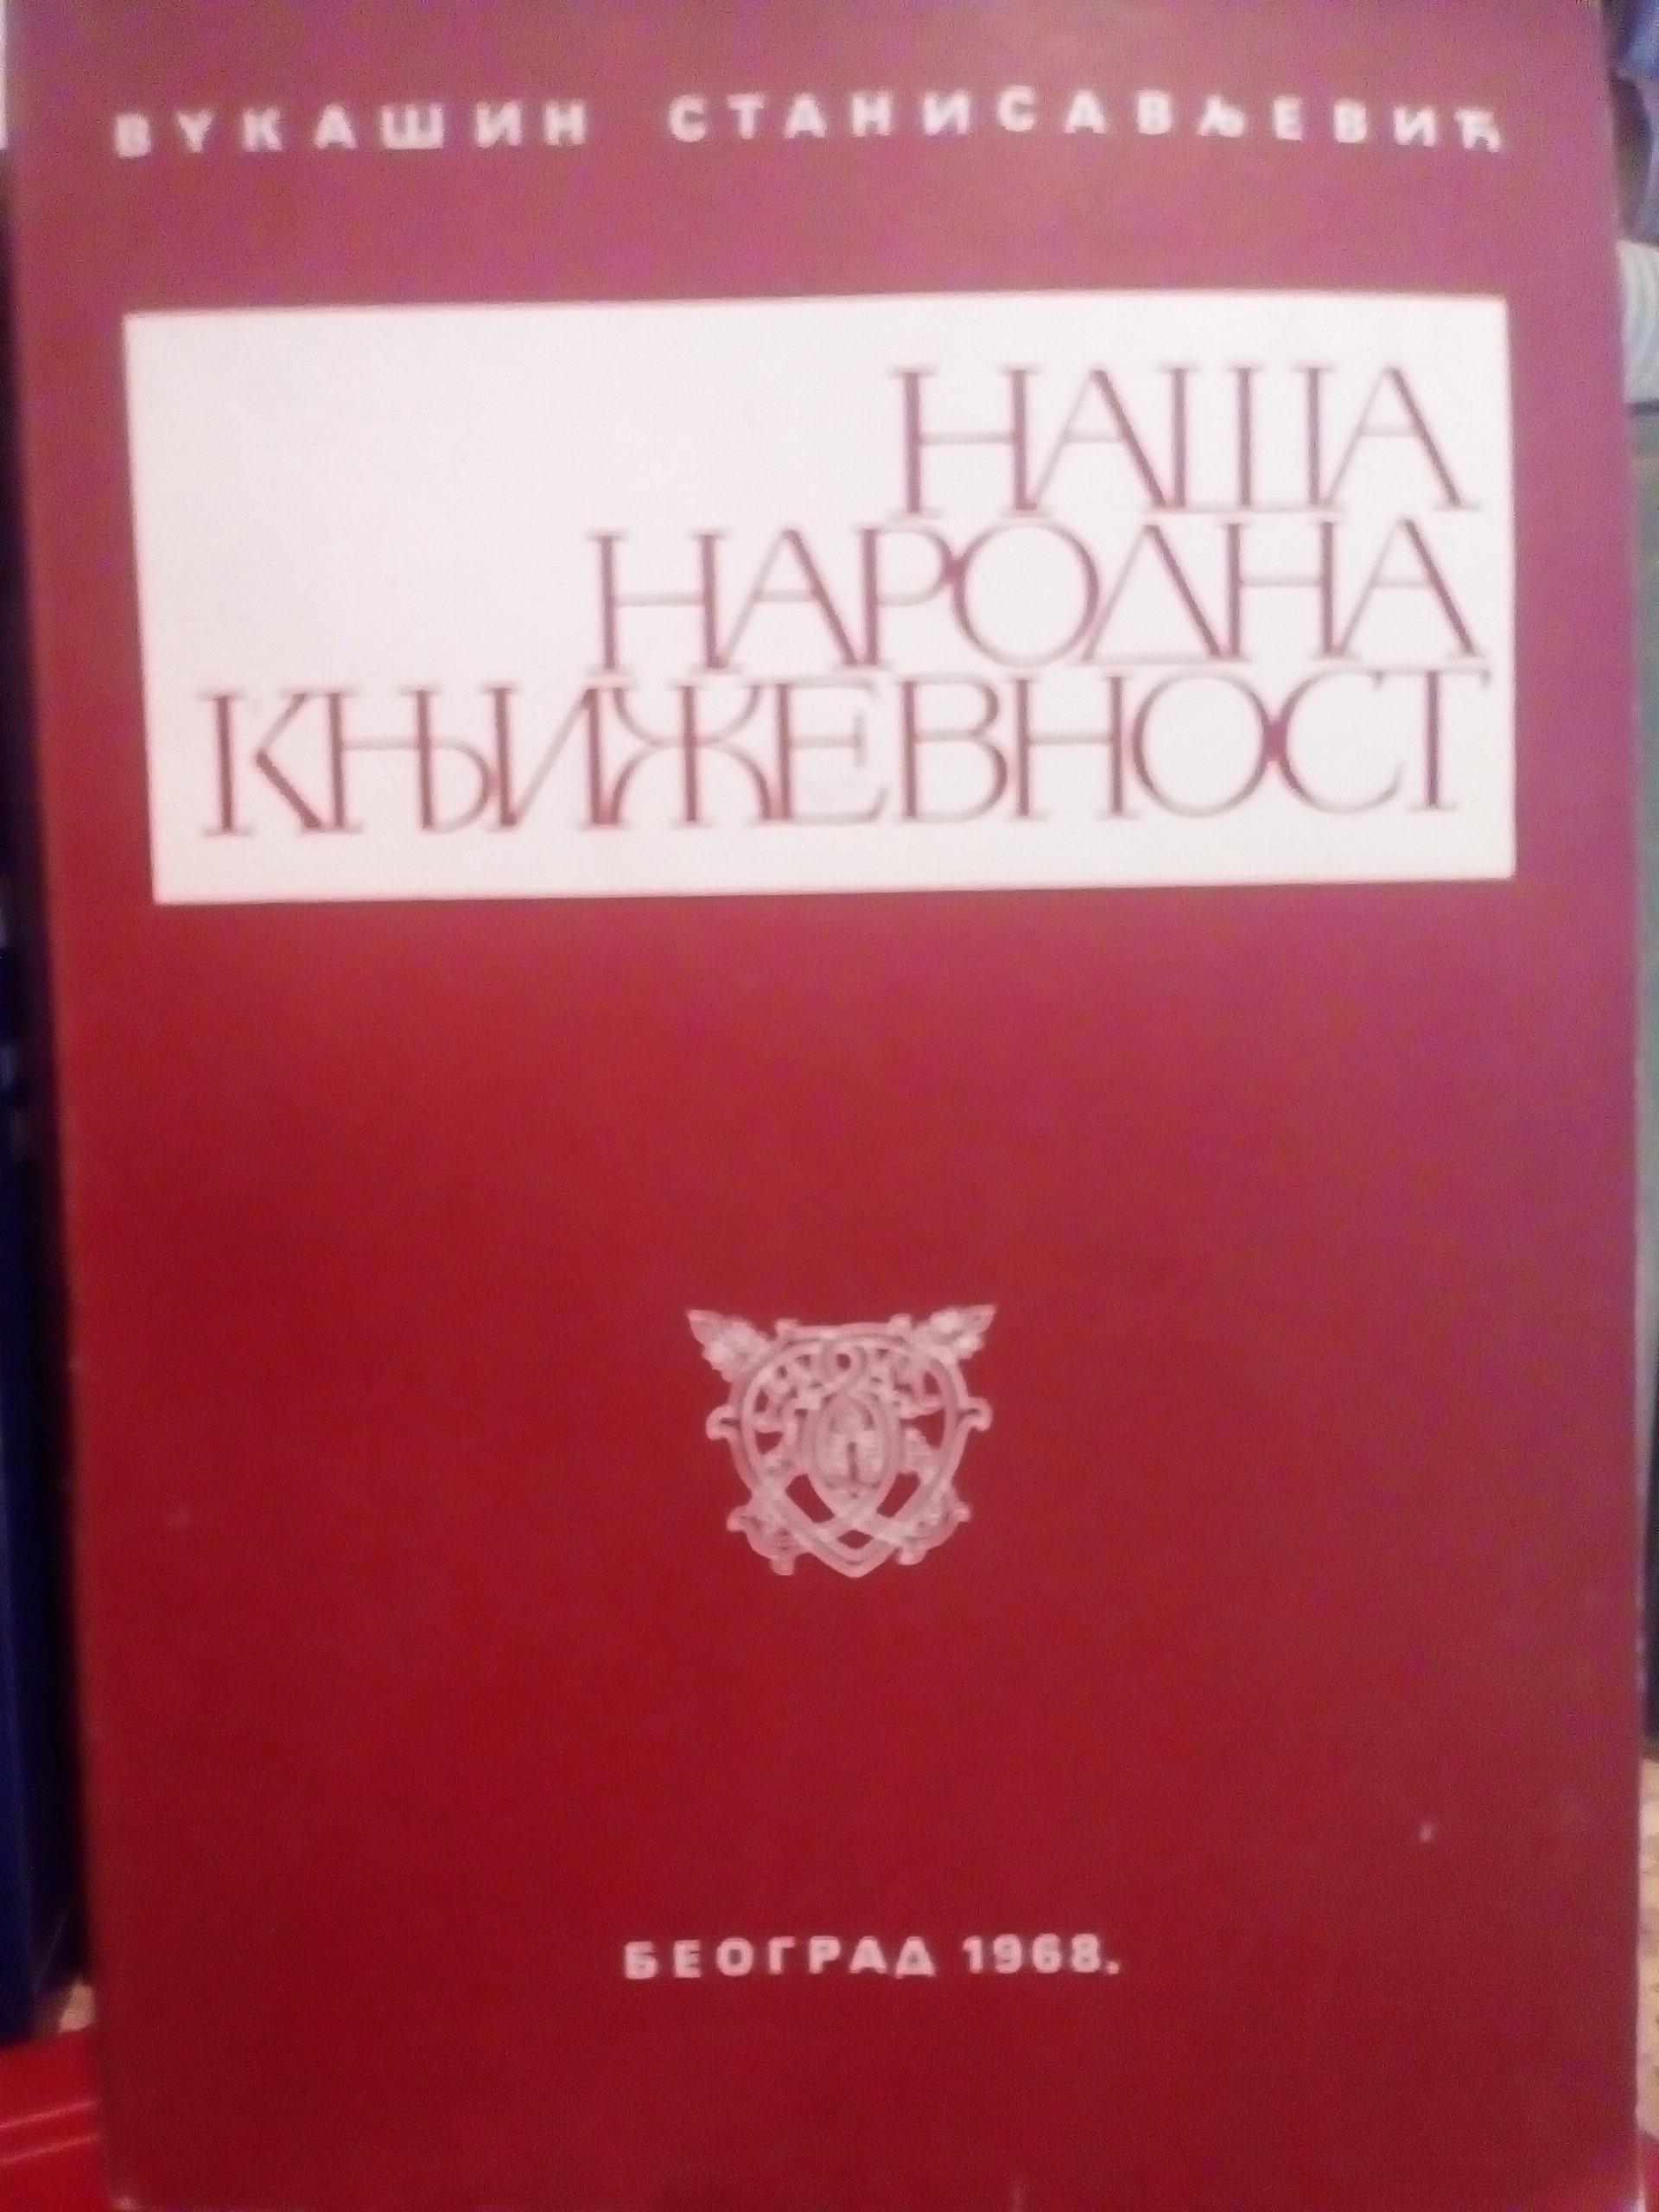 ВУКАШИН СТАНИСАВЉЕВИЋ
НАША
НАРОДНА
КЊИЖЕВНОСТ
БЕОГРАД 1968.